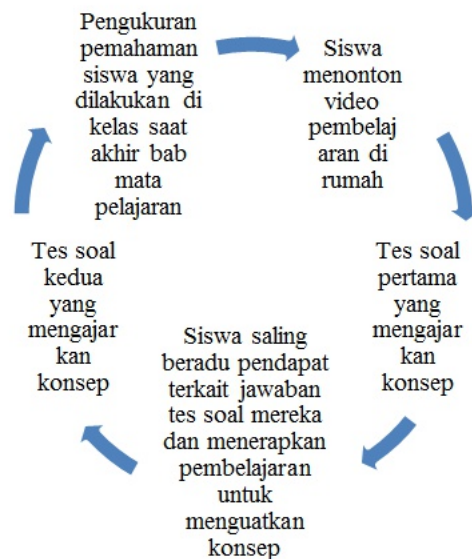 Pengukuran
pemahaman
siswa yang
dilakukan di
kelas saat
akhir bab
mata
pelajaran
Siswa
menonton
video
pembelaj
aran di
rumah
Tes soal
pertama
yang
mengajar
kan
konsep
Siswa saling
beradu pendapat
terkait jawaban
tes soal mereka
dan menerapkan
pembelajaran
untuk
menguatkan
konsep
Tes soal
kedua
yang
mengajar
kan
konsep